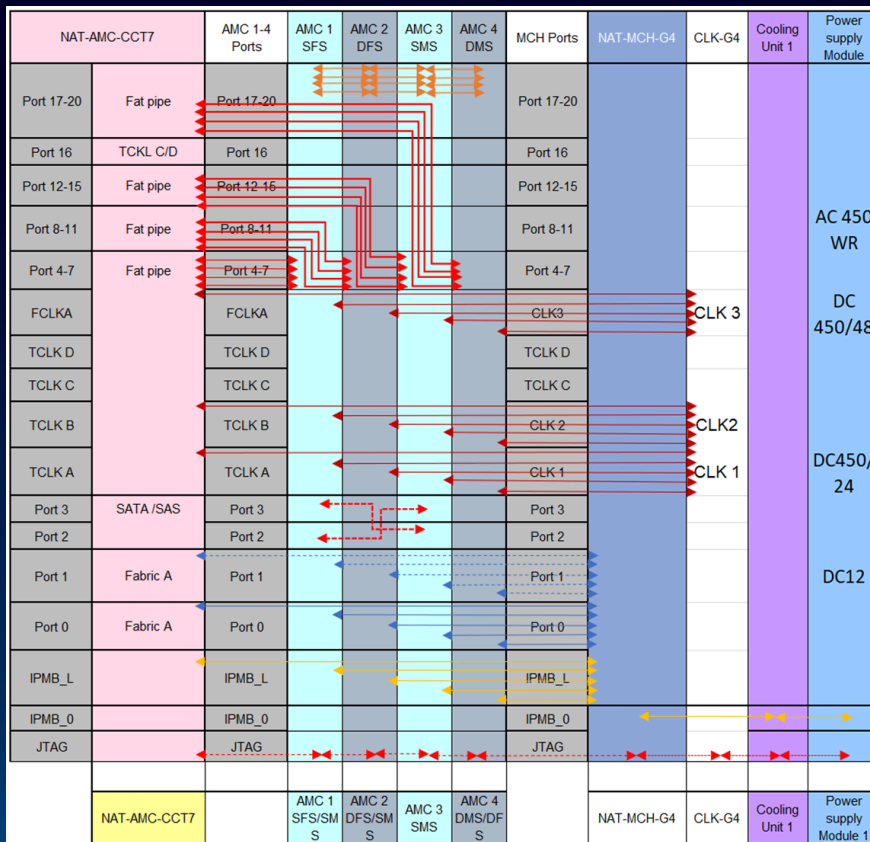 NAT-AMC-CCT7
AMC 1-4
Ports
AMC 1
SFS
AMC 2
DFS
AMC 3
SMS
AMC 4
DMS
MCH Ports
NAT-MCH-G4
CLK-G4
Cooling
Unit 1
Power
supply
Module
Port 17-20
Fat pipe
Port 17-20
Port 17-20
Port 16
TCKL C/D
Port 16
Port 16
Port 12-15
Fat pipe
Port 12-15
Port 12-15
Port 8-11
Fat pipe
Port 8-11
Port 8-11
AC 450
WR
Port 4-7
Fat pipe
Port 4-7
Port 4-7
FCLKA
FCLKA
CLK3
CLK 3
DC
450/48
TCLK D
TCLK D
TCLK D
TCLK C
TCLK C
TCLK C
TCLK B
TCLK B
CLK 2
CLK2
TCLK A
TCLK A
CLK 1
CLK 1
DC450/
24
Port 3
SATA /SAS
Port 3
Port 3
Port 2
Port 2
Port 2
Port 1
Fabric A
Port 1
Port 1
DC12
Port 0
Fabric A
Port 0
Port 0
IPMB_L
IPMB_L
IPMB_L
IPMB_0
IPMB_0
IPMB_0
JTAG
JTAG
JTAG
NAT-AMC-CCT7
AMC 1
SFS/SM
S
AMC 2
DFS/SM
S
AMC 3
SMS
AMC 4
DMS/DF
S
NAT-MCH-G4
CLK-G4
Cooling
Unit 1
Power
supply
Module 1